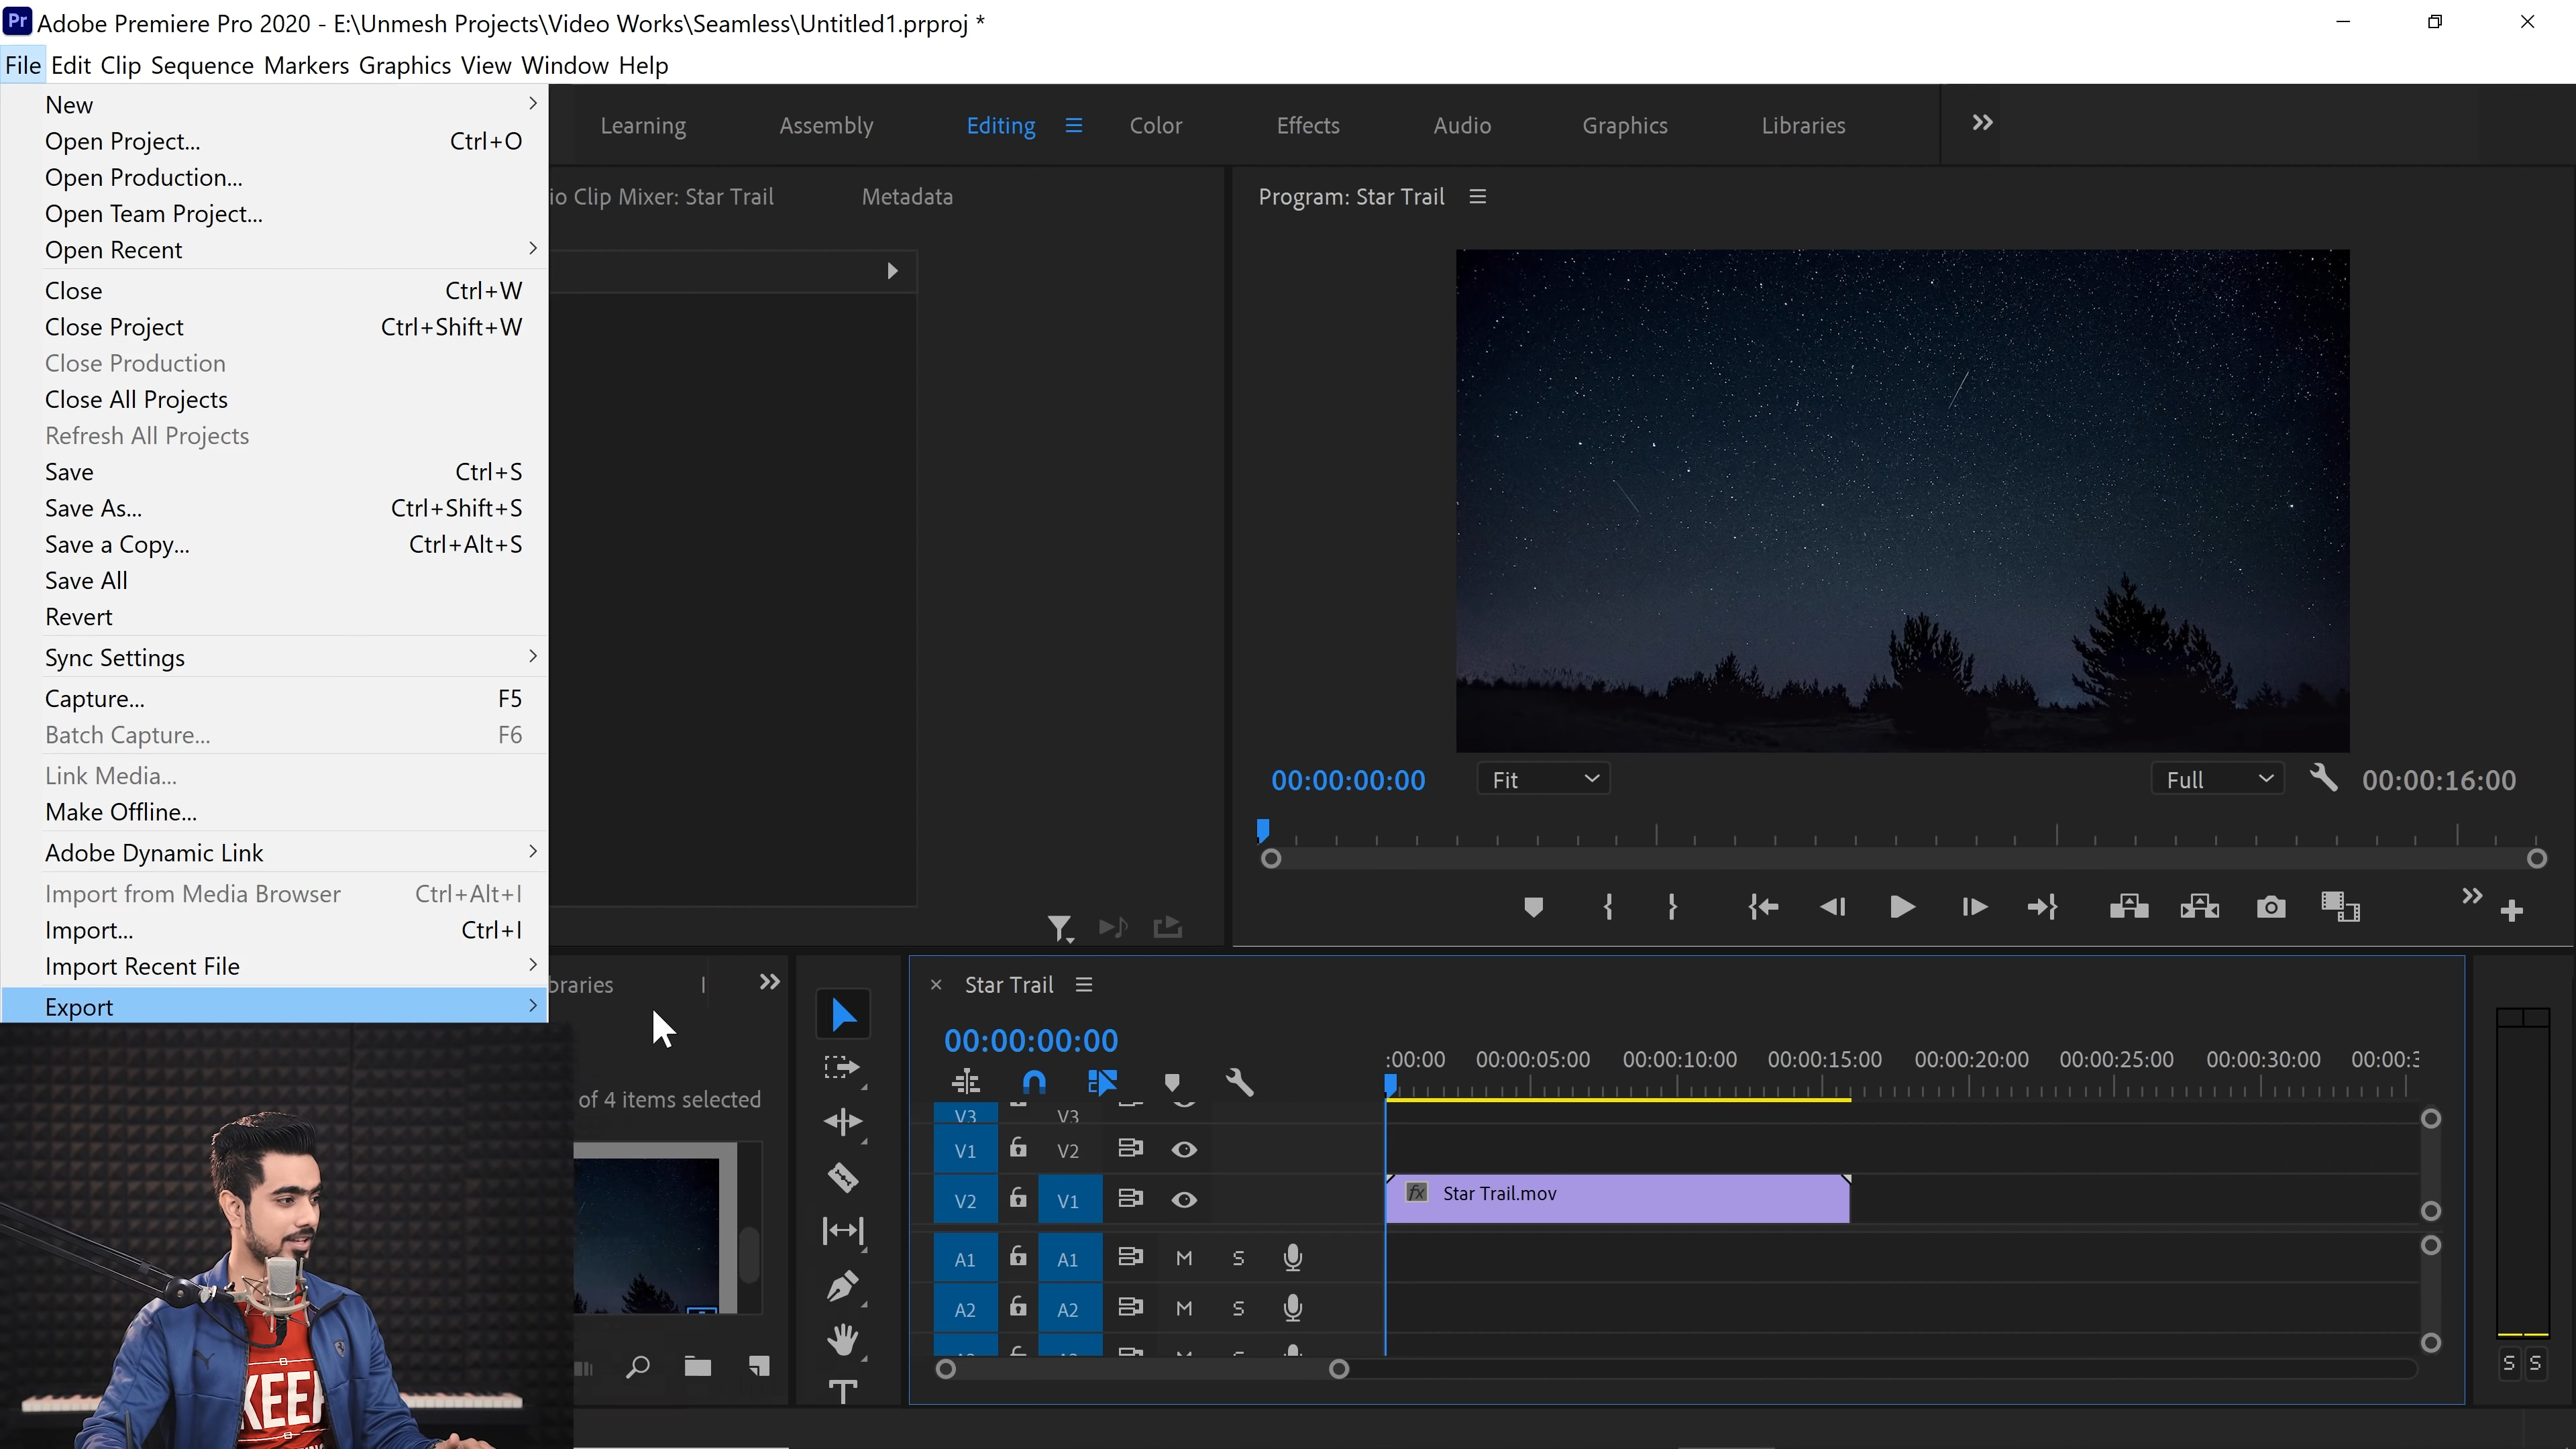 Pr Adobe Premiere Pro 2020 - E:\Unmesh Projects\Video Works\Seamless\Untitled1.prproj *
File Edit Clip Sequence Markers Graphics View Window Help
New
Open Project... Ctrl+O
Open Production...
Open Team Project...
Open Recent
Close Ctrl+W
Close Project Ctrl+Shift+W
Close Production
Close All Projects
Refresh All Projects
Save Ctrl+S
Save As... Ctrl+Shift+S
Save a Copy... Ctrl+Alt+S
Save All
Revert
Sync Settings
Capture... F5
Batch Capture... F6
Link Media...
Make Offline...
Adobe Dynamic Link
Import from Media Browser Ctrl+Alt+I
Import... Ctrl+I
Import Recent File
Export
Learning Assembly Editing Color Effects Audio Graphics Libraries
io Clip Mixer: Star Trail Metadata
Program: Star Trail
00:00:00:00 Fit Full 00:00:16:00
braries
of 4 items selected
Star Trail
00:00:00:00
:00:00 00:00:05:00 00:00:10:00 00:00:15:00 00:00:20:00 00:00:25:00 00:00:30:00 00:00:3
V3 V3
V1 V2
V2 V1 fx Star Trail.mov
A1 A1 M S
A2 A2 M S
S S
KEEP